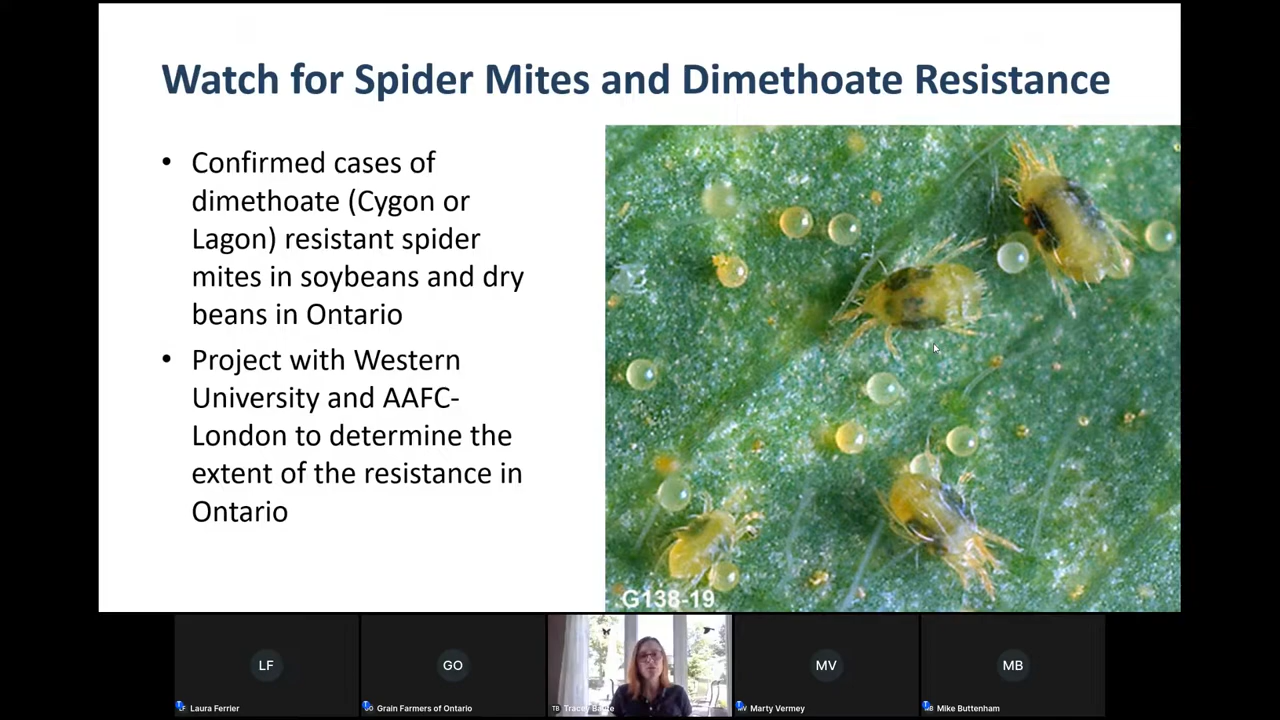 Watch for Spider Mites and Dimethoate Resistance
• Confirmed cases of
dimethoate (Cygon or
Lagon) resistant spider
mites in soybeans and dry
beans in Ontario
• Project with Western
University and AAFC-
London to determine the
extent of the resistance in
Ontario
G138-19
LF
GO
MV
MB
Laura Ferrier
Grain Farmers of Ontario
TB Tracey
Marty Vermey
Mike Buttenham